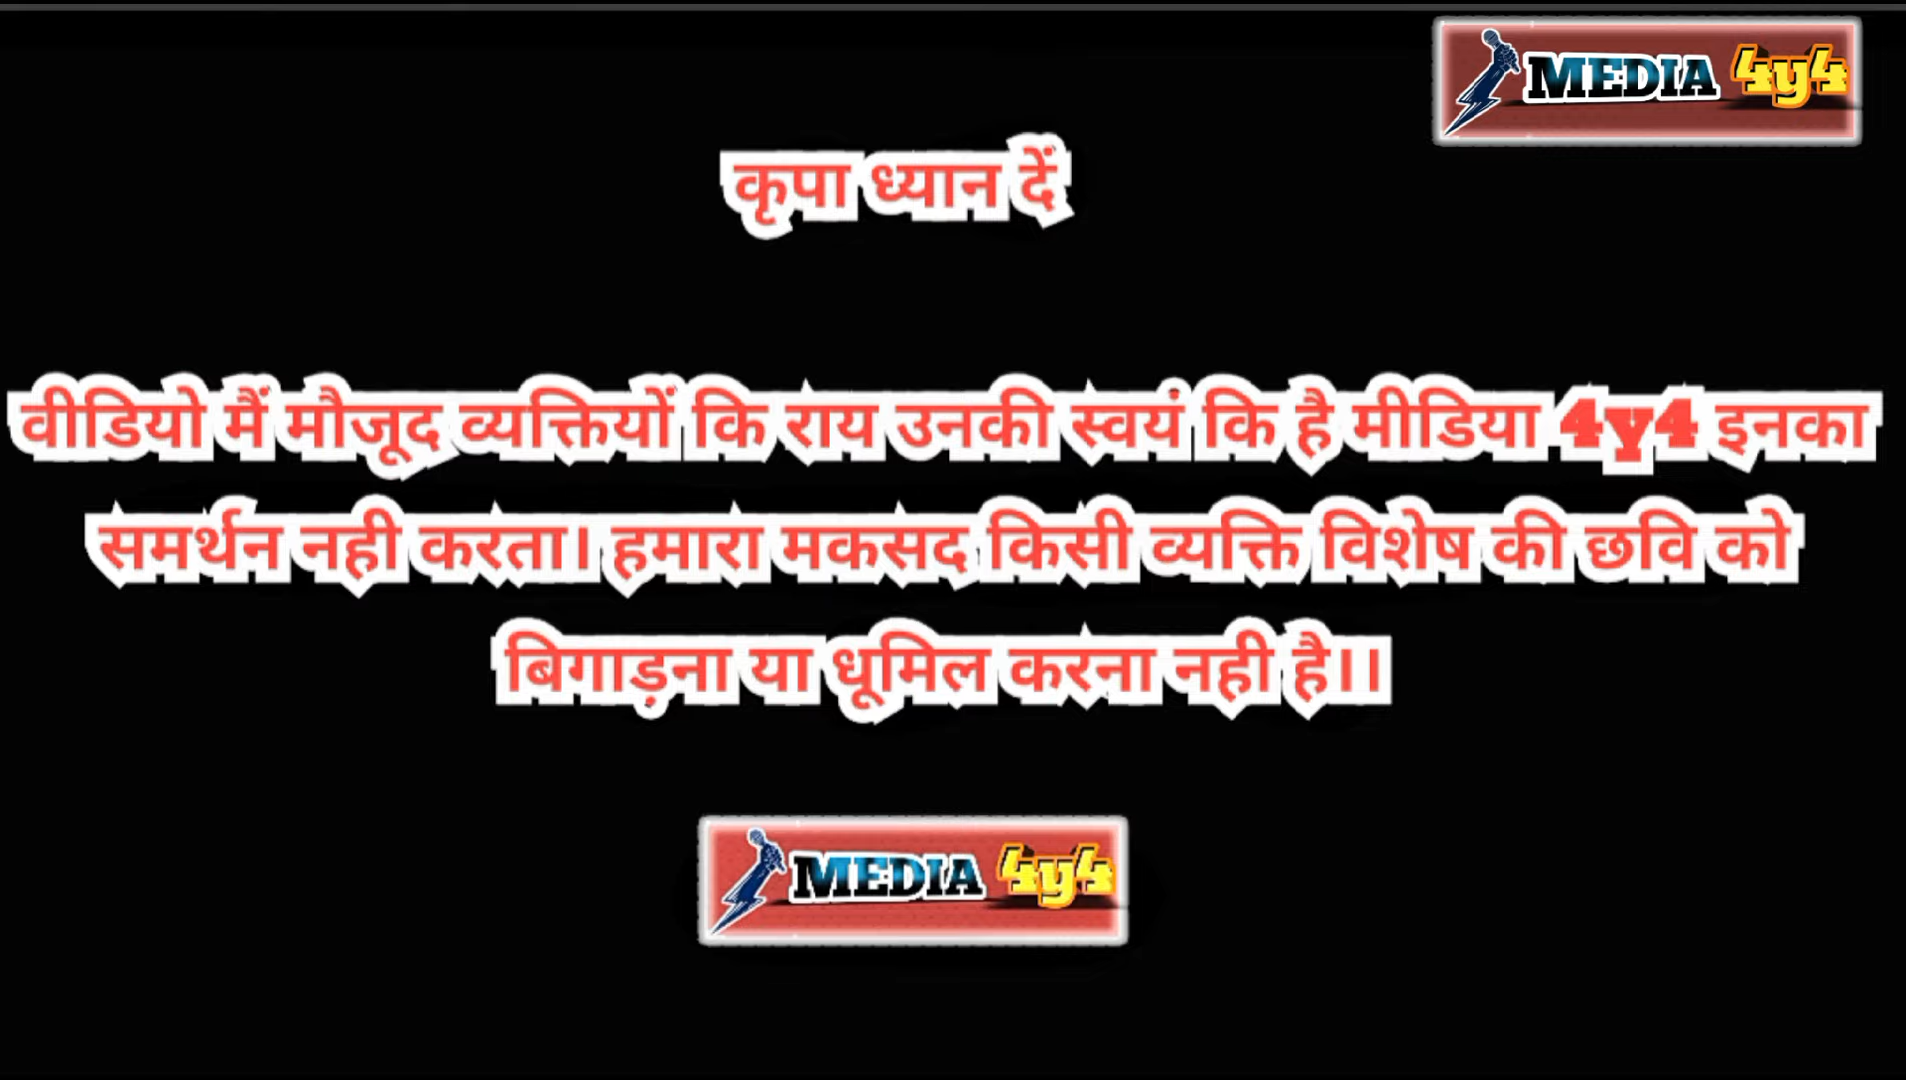 MEDIA 4y4
कृपा ध्यान दें
वीडियो मैं मौजूद व्यक्तियों कि राय उनकी स्वयं कि है मीडिया 4y4 इनका
समर्थन नही करता। हमारा मकसद किसी व्यक्ति विशेष की छवि को
बिगाड़ना या धूमिल करना नही है।।
MEDIA 4y4